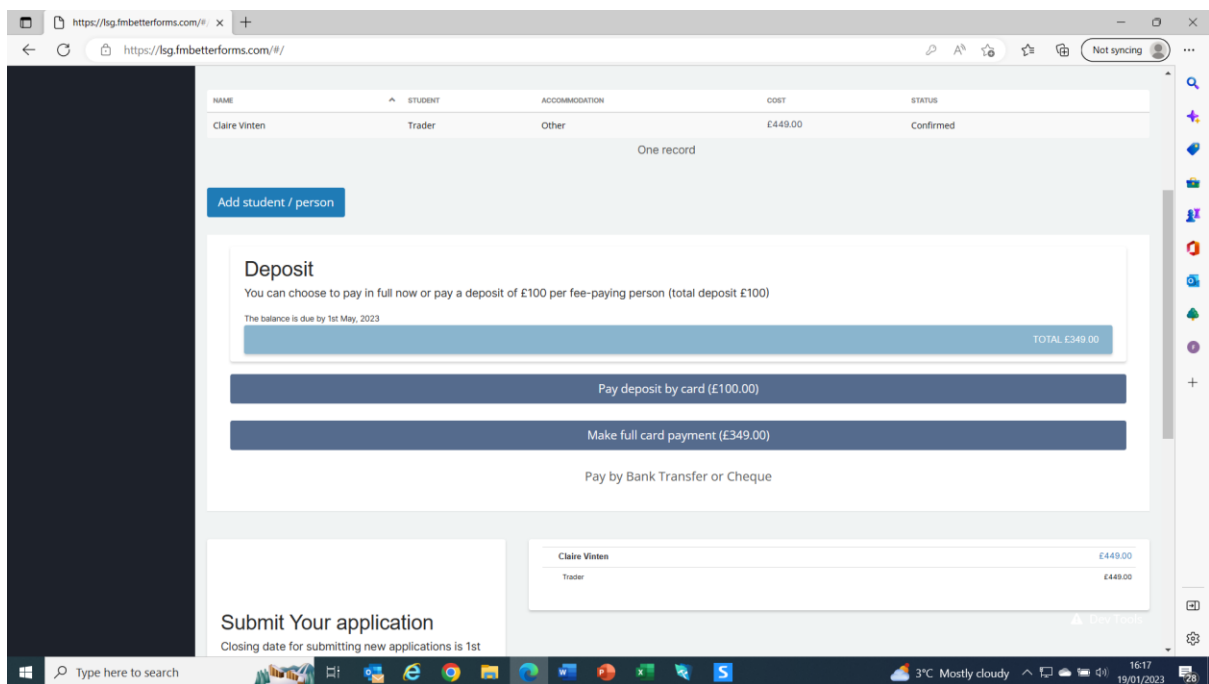 https://lsg.fmbetterforms.com/#/
https://lsg.fmbetterforms.com/#/
Not syncing
NAME STUDENT ACCOMMODATION COST STATUS
Claire Vinten Trader Other £449.00 Confirmed
One record
Add student / person
Deposit
You can choose to pay in full now or pay a deposit of £100 per fee-paying person (total deposit £100)
The balance is due by 1st May, 2023
TOTAL £349.00
Pay deposit by card (£100.00)
Make full card payment (£349.00)
Pay by Bank Transfer or Cheque
Claire Vinten £449.00
Trader £449.00
Submit Your application
Closing date for submitting new applications is 1st
Dev Tools
Type here to search
3°C Mostly cloudy
16:17
19/01/2023
28